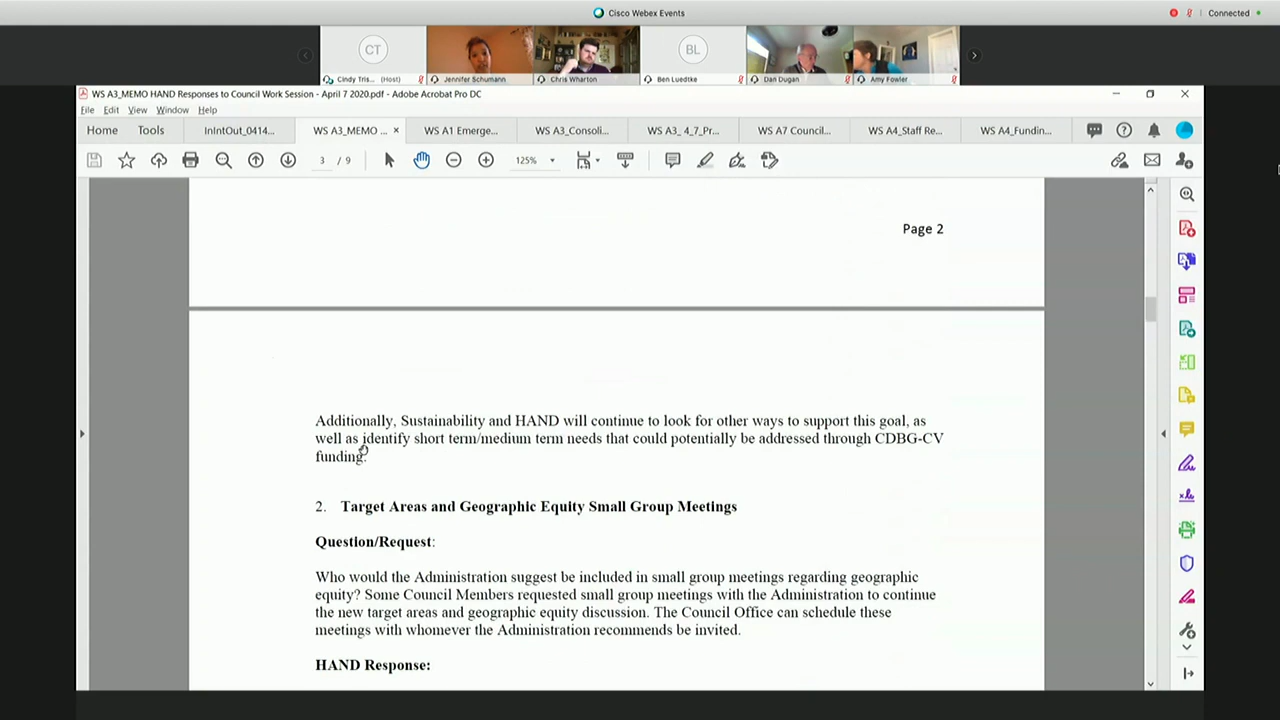 Cisco Webex Events
Connected
CT
BL
Cindy Tris... (Host)
Jennifer Schumann
Chris Wharton
Ben Luedtke
Dan Dugan
Amy Fowler
WS A3_MEMO HAND Responses to Council Work Session - April 7 2020.pdf - Adobe Acrobat Pro DC
File Edit View Window Help
Home Tools InIntOut_0414... WS A3_MEMO ... × WS A1 Emerge... WS A3_Consoli... WS A3_ 4_7_Pr... WS A7 Council... WS A4_Staff Re... WS A4_Fundin...
3 / 9 125%
Page 2
Additionally, Sustainability and HAND will continue to look for other ways to support this goal, as
well as identify short term/medium term needs that could potentially be addressed through CDBG-CV
funding.
2. Target Areas and Geographic Equity Small Group Meetings
Question/Request:
Who would the Administration suggest be included in small group meetings regarding geographic
equity? Some Council Members requested small group meetings with the Administration to continue
the new target areas and geographic equity discussion. The Council Office can schedule these
meetings with whomever the Administration recommends be invited.
HAND Response: